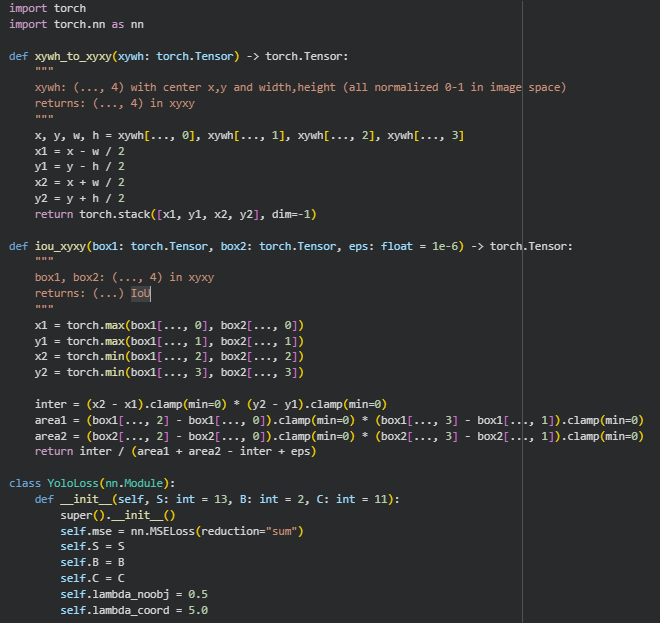 import torch
import torch.nn as nn

def xywh_to_xyxy(xywh: torch.Tensor) -> torch.Tensor:
    """
    xywh: (..., 4) with center x,y and width,height (all normalized 0-1 in image space)
    returns: (..., 4) in xyxy
    """
    x, y, w, h = xywh[..., 0], xywh[..., 1], xywh[..., 2], xywh[..., 3]
    x1 = x - w / 2
    y1 = y - h / 2
    x2 = x + w / 2
    y2 = y + h / 2
    return torch.stack([x1, y1, x2, y2], dim=-1)

def iou_xyxy(box1: torch.Tensor, box2: torch.Tensor, eps: float = 1e-6) -> torch.Tensor:
    """
    box1, box2: (..., 4) in xyxy
    returns: (...) IoU
    """
    x1 = torch.max(box1[..., 0], box2[..., 0])
    y1 = torch.max(box1[..., 1], box2[..., 1])
    x2 = torch.min(box1[..., 2], box2[..., 2])
    y2 = torch.min(box1[..., 3], box2[..., 3])

    inter = (x2 - x1).clamp(min=0) * (y2 - y1).clamp(min=0)
    area1 = (box1[..., 2] - box1[..., 0]).clamp(min=0) * (box1[..., 3] - box1[..., 1]).clamp(min=0)
    area2 = (box2[..., 2] - box2[..., 0]).clamp(min=0) * (box2[..., 3] - box2[..., 1]).clamp(min=0)
    return inter / (area1 + area2 - inter + eps)

class YoloLoss(nn.Module):
    def __init__(self, S: int = 13, B: int = 2, C: int = 11):
        super().__init__()
        self.mse = nn.MSELoss(reduction="sum")
        self.S = S
        self.B = B
        self.C = C
        self.lambda_noobj = 0.5
        self.lambda_coord = 5.0